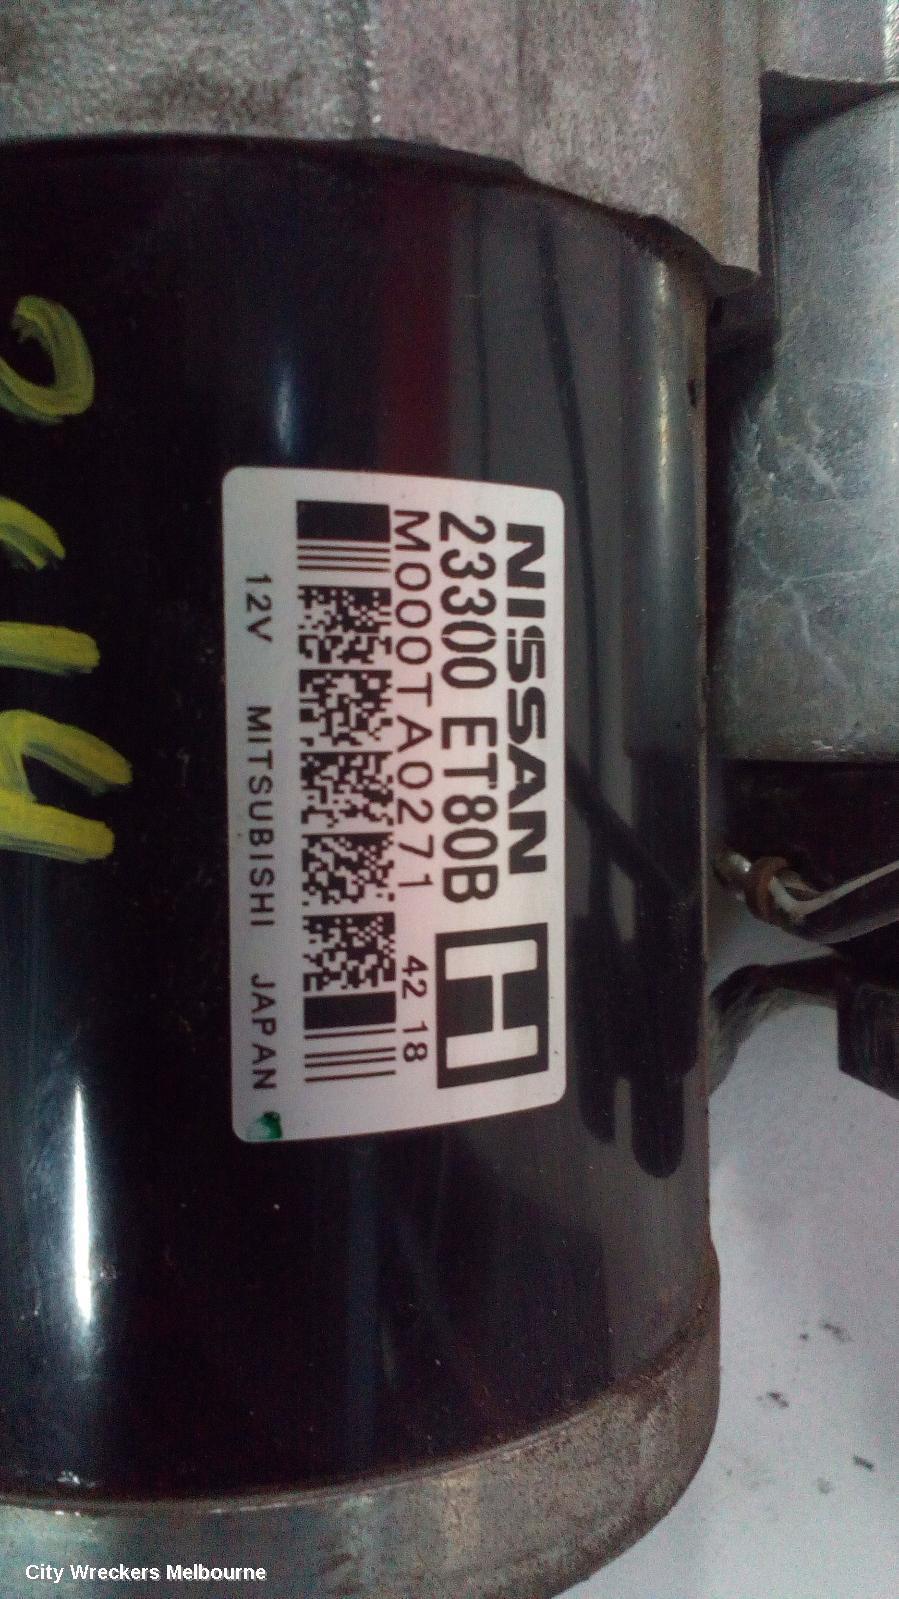 NISSAN
23300 ET80B H
M000TA0271 42 18
12V MITSUBISHI JAPAN
City Wreckers Melbourne